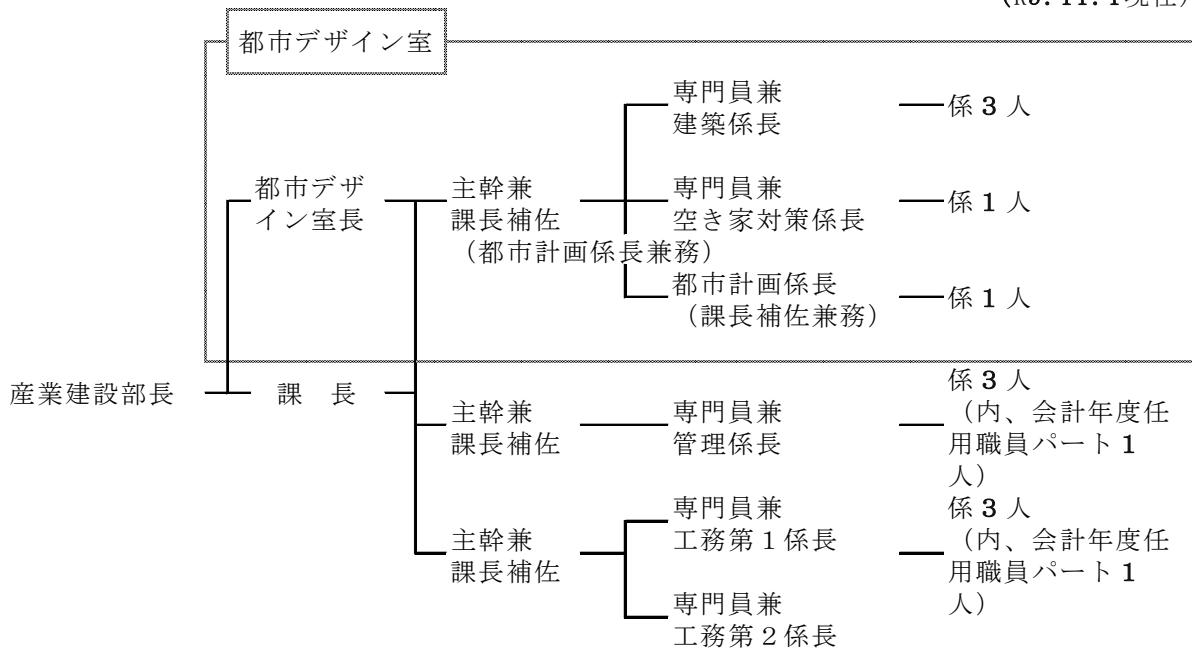 (R5.11.1現在)
都市デザイン室
専門員兼
建築係長
係 3 人
都市デザ
イン室長
主幹兼
課長補佐
(都市計画係長兼務)
専門員兼
空き家対策係長
係 1 人
都市計画係長
(課長補佐兼務)
係 1 人
産業建設部長
課 長
主幹兼
課長補佐
専門員兼
管理係長
係 3 人
(内、会計年度任
用職員パート 1
人)
主幹兼
課長補佐
専門員兼
工務第1係長
係 3 人
(内、会計年度任
用職員パート 1
人)
専門員兼
工務第2係長